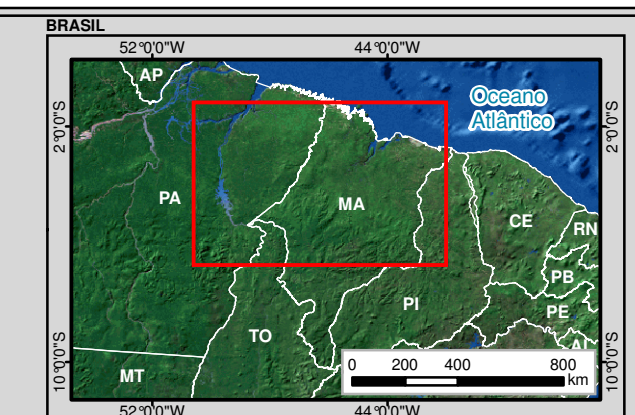 BRASIL
52°0'0"W 44°0'0"W
AP
Oceano
Atlântico
2°0'0"S 2°0'0"S
PA
MA
CE
RN
PB
PI
PE
TO
AL
MT
10°0'0"S 10°0'0"S
0 200 400 800
km
52°0'0"W 44°0'0"W